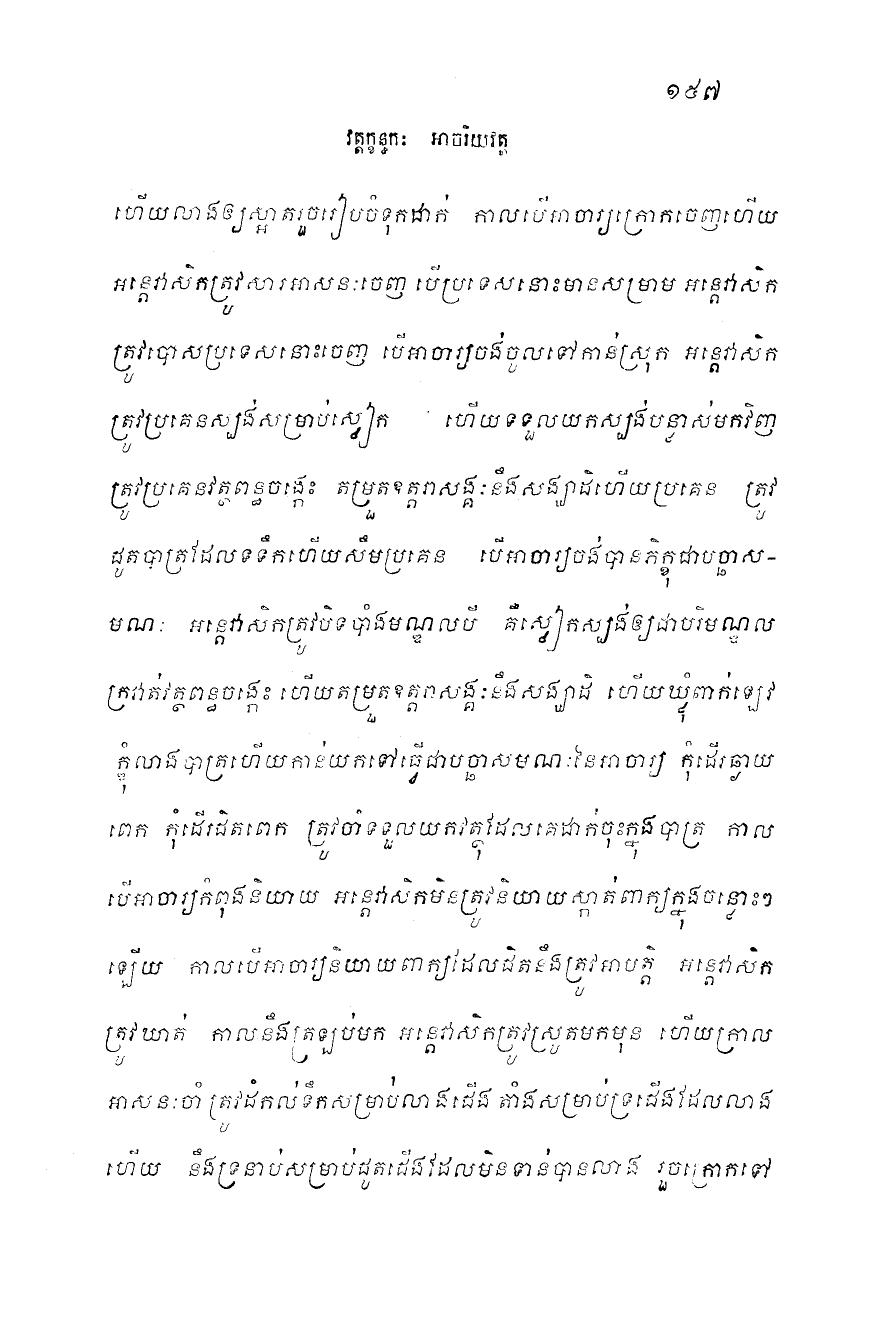 ១៥៧
វត្តក្ខន្ធកៈ អាចរិយវត្ត
ហើយលាងឲ្យស្អាតរួចរៀបចំទុកដាក់ កាលបើអាចារ្យក្រោកចេញហើយ
អន្តេវាសិកត្រូវសារអាសនៈចេញ បើប្រទេសនោះមានសម្រាម អន្តេវាសិក
ត្រូវបោសប្រទេសនោះចេញ បើអាចារ្យចង់ចូលទៅកាន់ស្រុក អន្តេវាសិក
ត្រូវប្រគេនស្បង់សម្រាប់ស្លៀក ហើយទទួលយកស្បង់បន្លាស់មកវិញ
ត្រូវប្រគេនវត្ថពន្ធចង្កេះ តម្រួតឧត្តរាសង្គៈនឹងសង្ឃាដិហើយប្រគេន ត្រូវ
ដួតបាត្រដែលទទឹកហើយសឹមប្រគេន បើអាចារ្យចង់បានភិក្ខុជាបច្ឆាស-
មណៈ អន្តេវាសិកត្រូវបិទបាំងមណ្ឌលបី គឺស្លៀកស្បង់ឲ្យជាបរិមណ្ឌល
ក្រវាត់វត្ថពន្ធចង្កេះ ហើយតម្រួតឧត្តរាសង្គៈនឹងសង្ឃាដិ ហើយឃ្លុំពាក់ឡេវ
ក្ដុំលាងបាត្រហើយកាន់យកទៅធ្វើជាបច្ឆាសមណៈនៃអាចារ្យ កុំដើរឆ្ងាយ
ពេក កុំដើរជិតពេក ត្រូវចាំទទួលយកវត្ថុដែលគេដាក់ចុះក្នុងបាត្រ កាល
បើអាចារ្យកំពុងនិយាយ អន្តេវាសិកមិនត្រូវនិយាយស្កាត់ពាក្យក្នុងចន្លោះៗ
ឡើយ កាលបើអាចារ្យនិយាយពាក្យដែលជិតនឹងត្រូវអាបត្តិ អន្តេវាសិក
ត្រូវឃាត់ កាលនឹងត្រឡប់មក អន្តេវាសិកត្រូវស្រូតមកមុន ហើយក្រាល
អាសនៈចាំ ត្រូវដំកល់ទឹកសម្រាប់លាងជើង តាំងសម្រាប់ទ្រជើងដែលលាង
ហើយ នឹងទ្រនាប់សម្រាប់ដួតជើងដែលមិនទាន់បានលាង រួចក្រោកទៅ